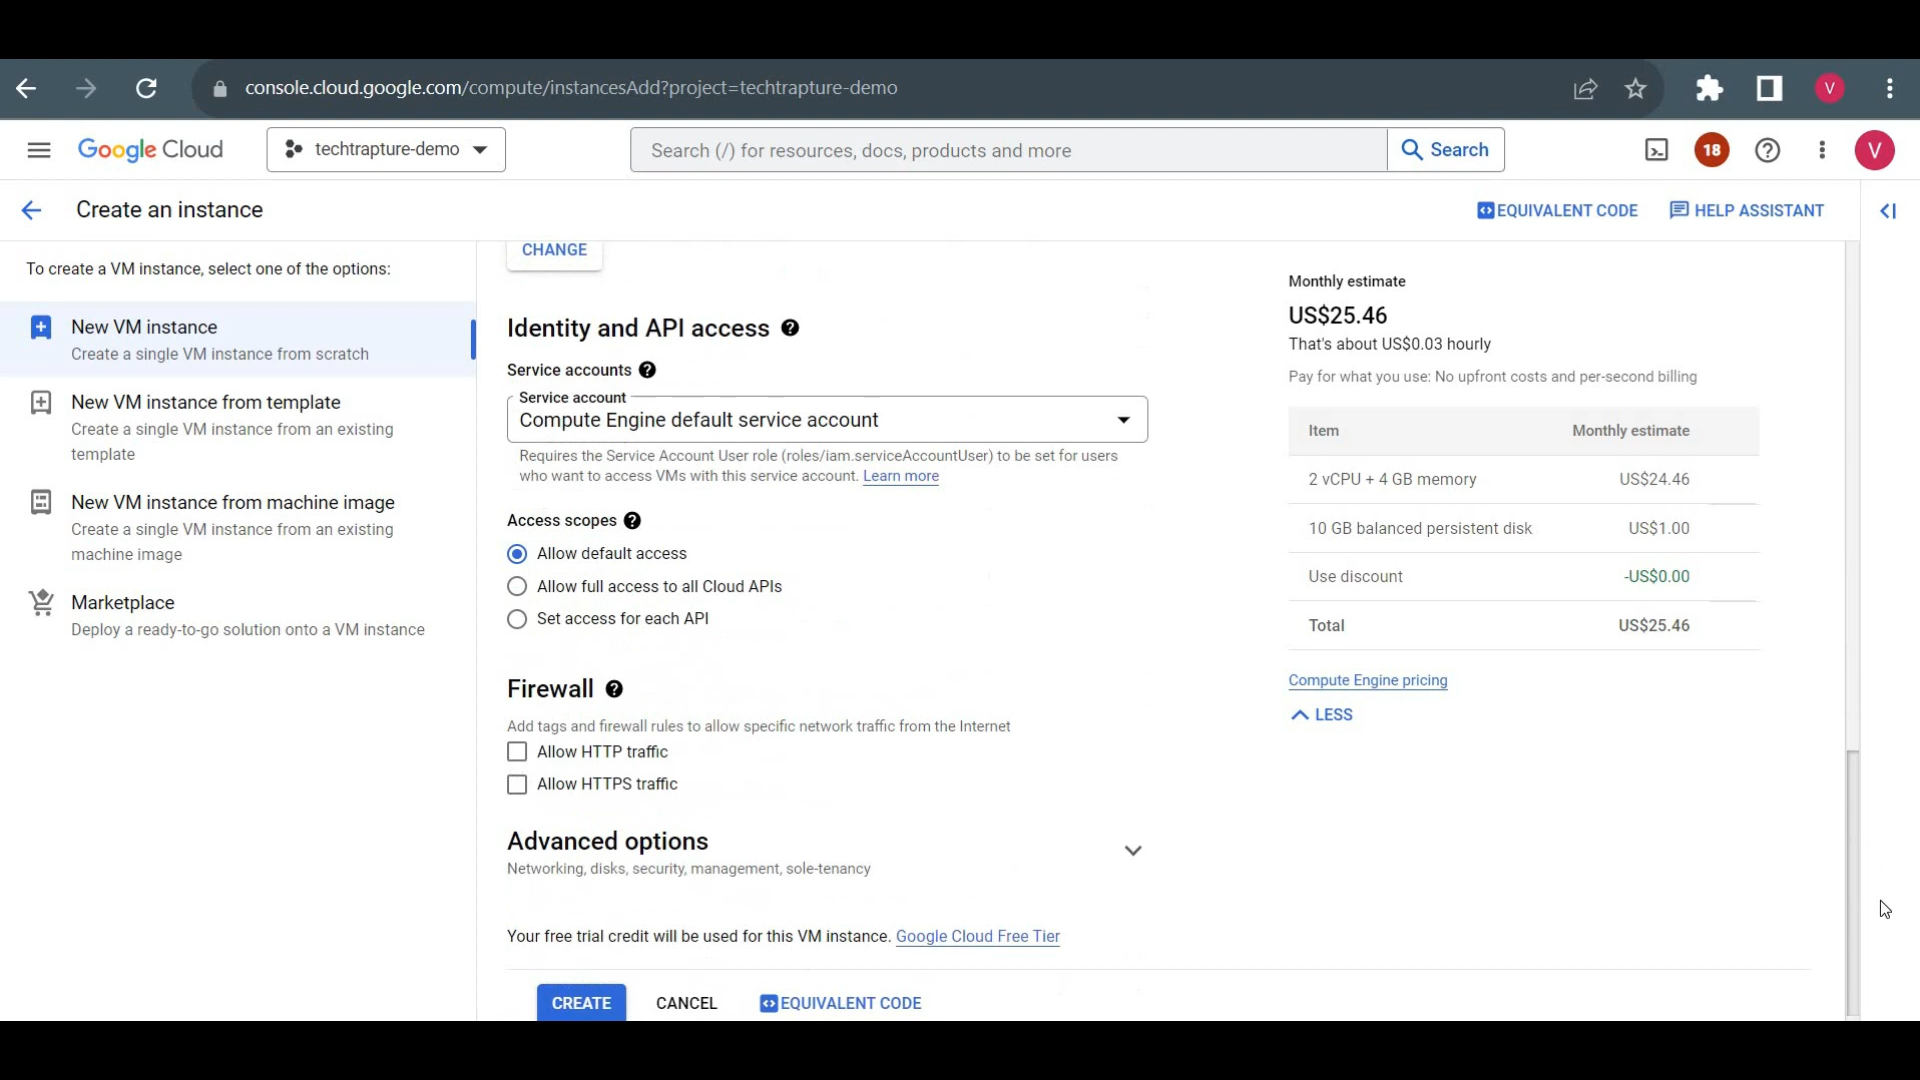 console.cloud.google.com/compute/instancesAdd?project=techtrapture-demo
V
Google Cloud
techtrapture-demo
Search (/) for resources, docs, products and more
Search
18
V
Create an instance
EQUIVALENT CODE
HELP ASSISTANT
To create a VM instance, select one of the options:
New VM instance
Create a single VM instance from scratch
New VM instance from template
Create a single VM instance from an existing
template
New VM instance from machine image
Create a single VM instance from an existing
machine image
Marketplace
Deploy a ready-to-go solution onto a VM instance
CHANGE
Identity and API access
Service accounts
Service account
Compute Engine default service account
Requires the Service Account User role (roles/iam.serviceAccountUser) to be set for users
who want to access VMs with this service account. Learn more
Access scopes
Allow default access
Allow full access to all Cloud APIs
Set access for each API
Firewall
Add tags and firewall rules to allow specific network traffic from the Internet
Allow HTTP traffic
Allow HTTPS traffic
Advanced options
Networking, disks, security, management, sole-tenancy
Your free trial credit will be used for this VM instance. Google Cloud Free Tier
CREATE
CANCEL
EQUIVALENT CODE
Monthly estimate
US$25.46
That's about US$0.03 hourly
Pay for what you use: No upfront costs and per-second billing
Item Monthly estimate
2 vCPU + 4 GB memory US$24.46
10 GB balanced persistent disk US$1.00
Use discount -US$0.00
Total US$25.46
Compute Engine pricing
LESS